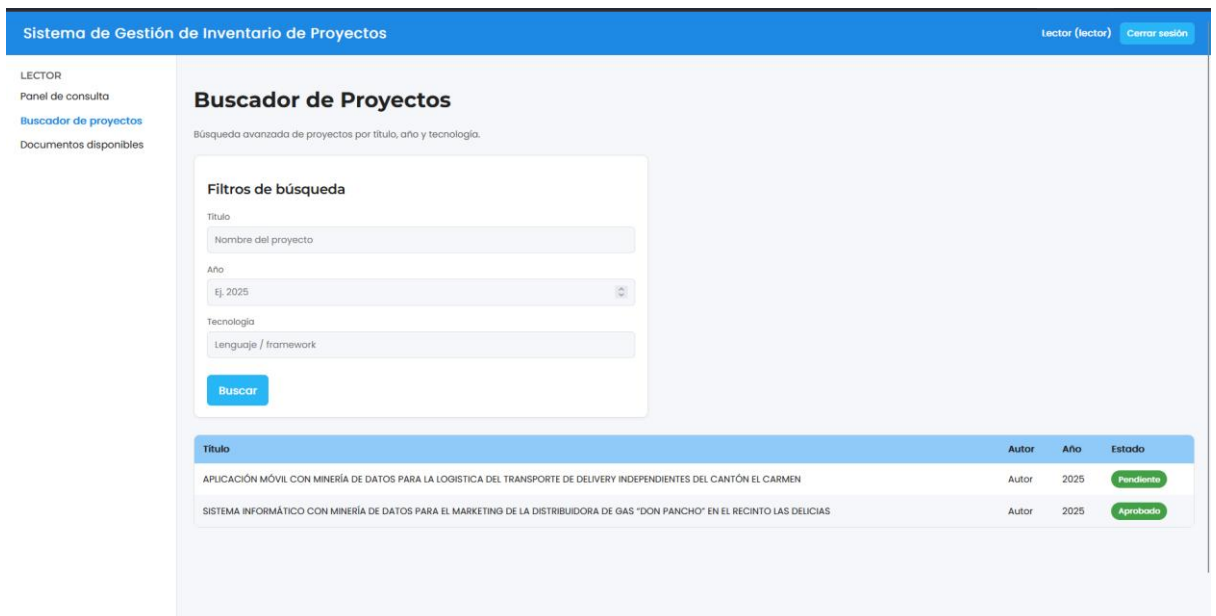 Sistema de Gestión de Inventario de Proyectos
Lector (lector) Cerrar sesión
LECTOR
Panel de consulta
Buscador de proyectos
Documentos disponibles
Buscador de Proyectos
Búsqueda avanzada de proyectos por título, año y tecnología.
Filtros de búsqueda
Título
Nombre del proyecto
Año
Ej. 2025
Tecnología
Lenguaje / framework
Buscar
Título Autor Año Estado
APLICACIÓN MÓVIL CON MINERÍA DE DATOS PARA LA LOGISTICA DEL TRANSPORTE DE DELIVERY INDEPENDIENTES DEL CANTÓN EL CARMEN Autor 2025 Pendiente
SISTEMA INFORMÁTICO CON MINERÍA DE DATOS PARA EL MARKETING DE LA DISTRIBUIDORA DE GAS “DON PANCHO” EN EL RECINTO LAS DELICIAS Autor 2025 Aprobado